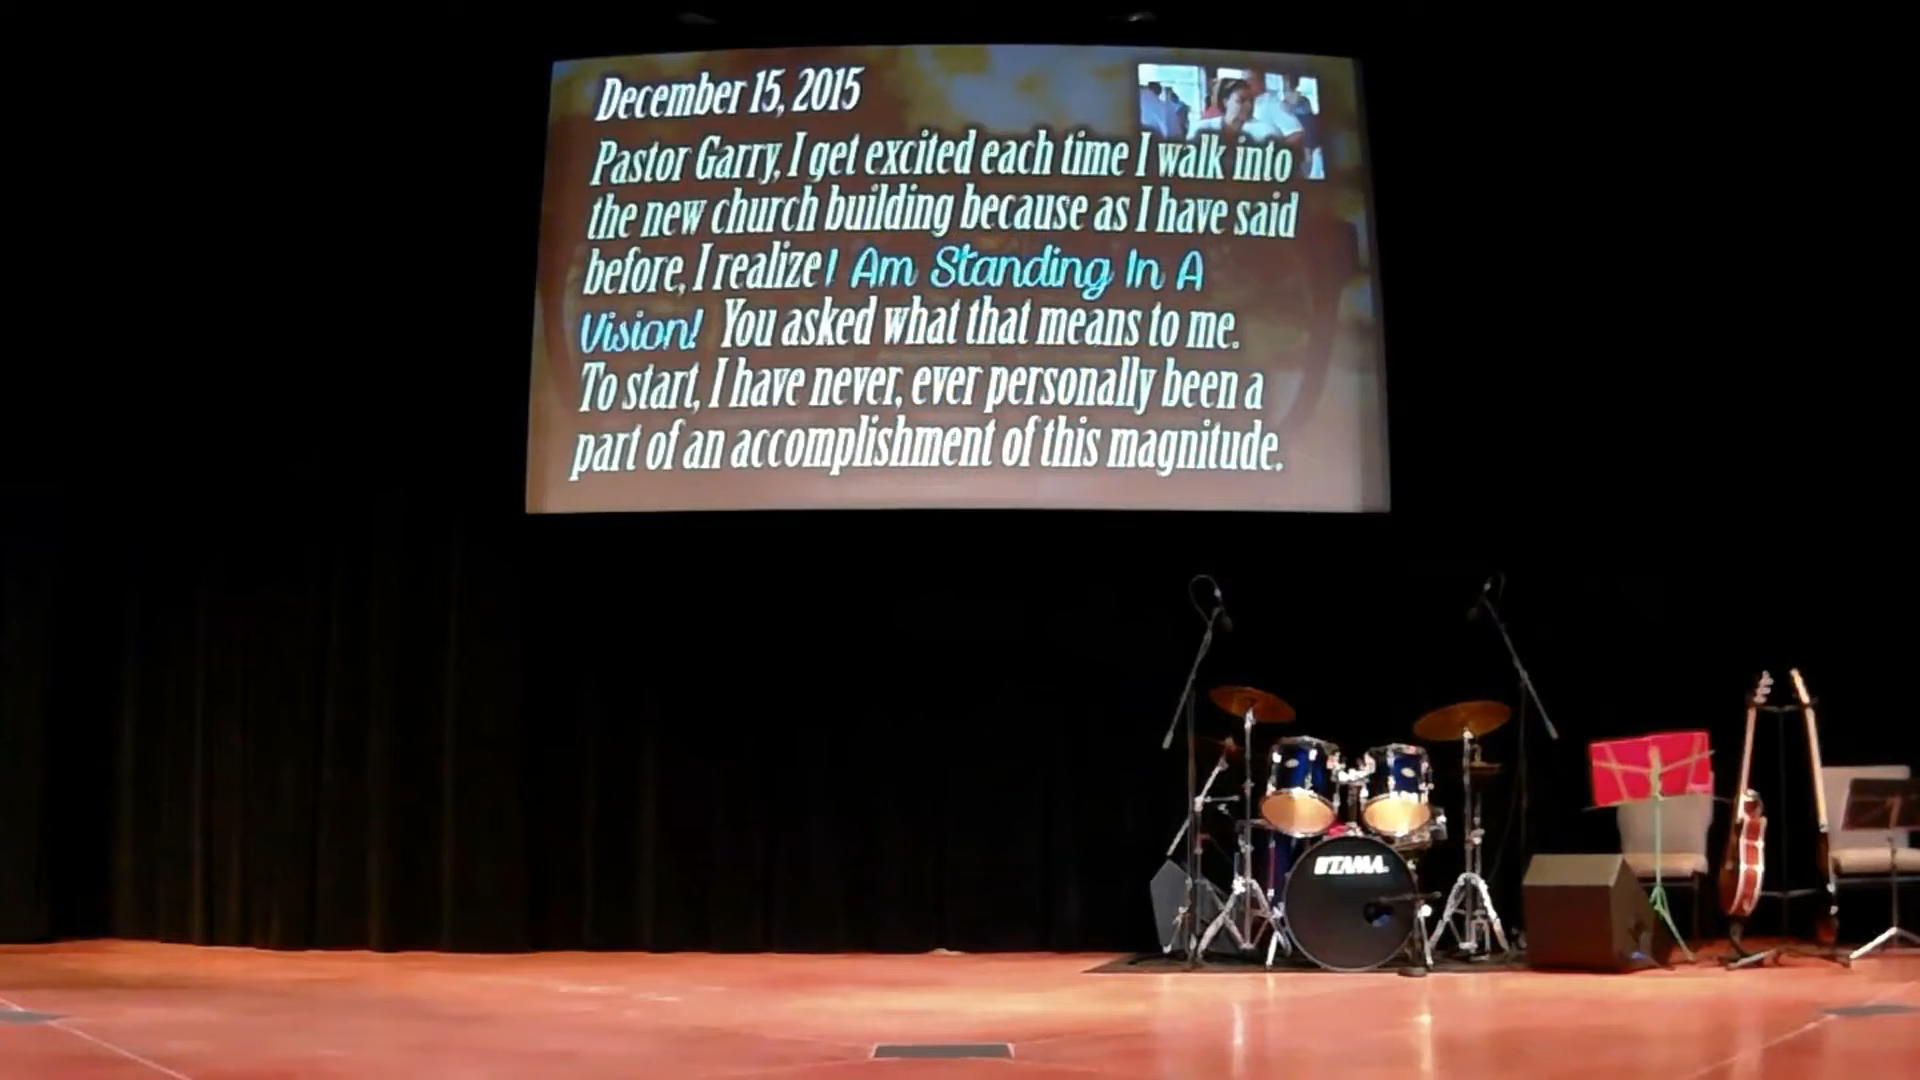 December 15, 2015
Pastor Garry, I get excited each time I walk into
the new church building because as I have said
before, I realize I Am Standing In A
Vision! You asked what that means to me.
To start, I have never, ever personally been a
part of an accomplishment of this magnitude.
TAMA